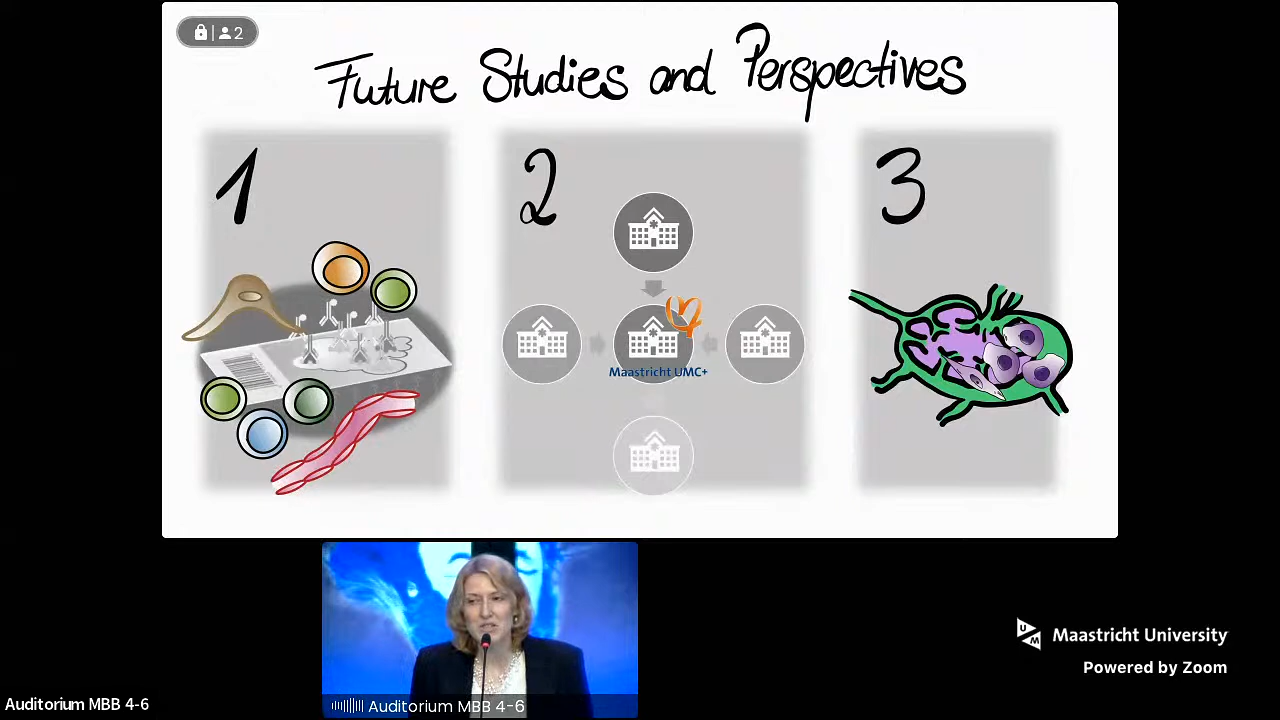 2
Future Studies and Perspectives
1
2
3
Maastricht UMC+
UM
Maastricht University
Powered by Zoom
Auditorium MBB 4-6
Auditorium MBB 4-6